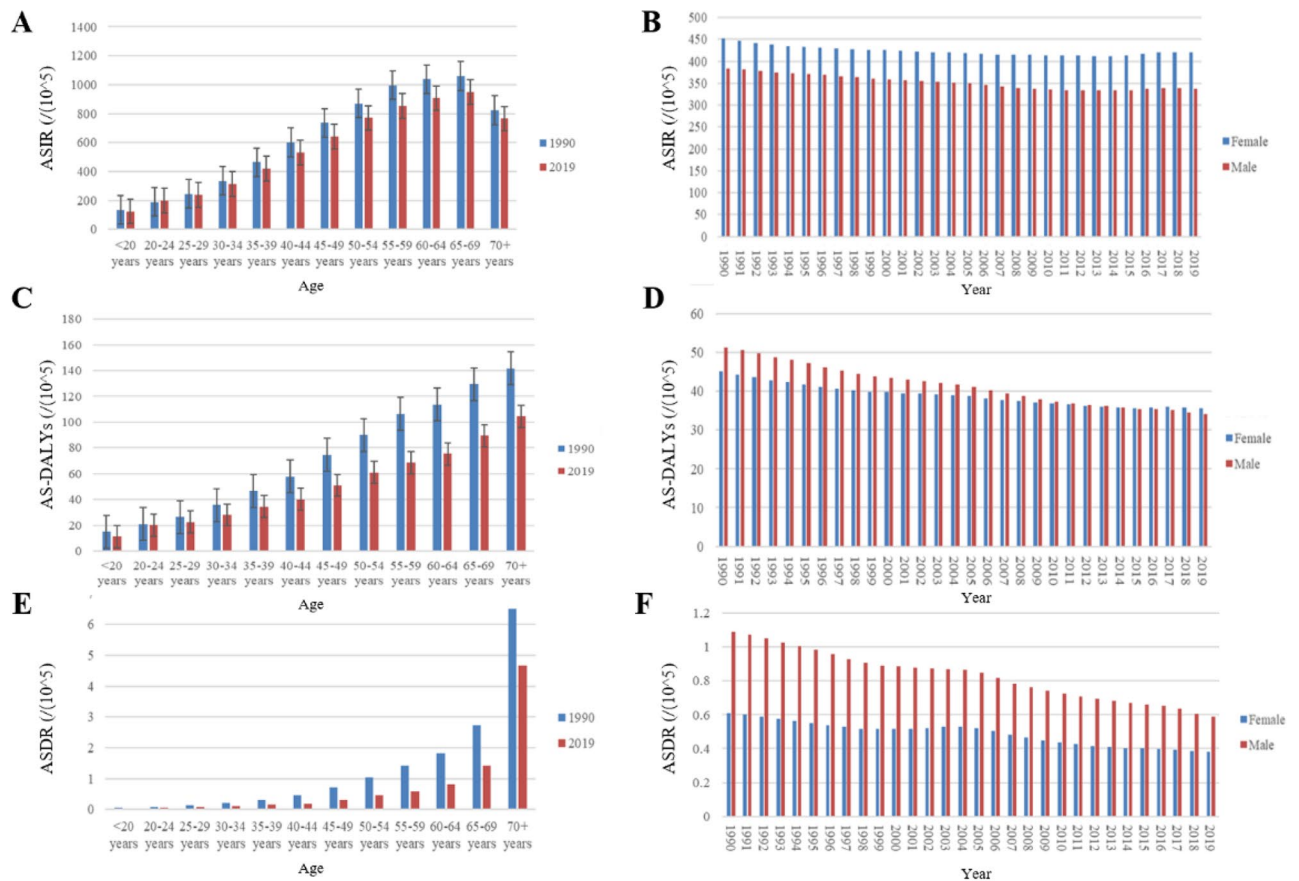 A
ASIR (/(10^5)
1400
1200
1000
800
600
400
200
0
<20 20-24 25-29 30-34 35-39 40-44 45-49 50-54 55-59 60-64 65-69 70+
years years years years years years years years years years years years
Age
1990
2019
B
ASIR (/(10^5)
500
450
400
350
300
250
200
150
100
50
0
1990 1991 1992 1993 1994 1995 1996 1997 1998 1999 2000 2001 2002 2003 2004 2005 2006 2007 2008 2009 2010 2011 2012 2013 2014 2015 2016 2017 2018 2019
Year
Female
Male
C
AS-DALYs (/(10^5)
180
160
140
120
100
80
60
40
20
0
<20 20-24 25-29 30-34 35-39 40-44 45-49 50-54 55-59 60-64 65-69 70+
years years years years years years years years years years years years
Age
1990
2019
D
AS-DALYs (/(10^5)
60
50
40
30
20
10
0
1990 1991 1992 1993 1994 1995 1996 1997 1998 1999 2000 2001 2002 2003 2004 2005 2006 2007 2008 2009 2010 2011 2012 2013 2014 2015 2016 2017 2018 2019
Year
Female
Male
E
ASDR (/(10^5)
6
5
4
3
2
1
0
<20 20-24 25-29 30-34 35-39 40-44 45-49 50-54 55-59 60-64 65-69 70+
years years years years years years years years years years years years
Age
1990
2019
F
ASDR (/(10^5)
1.2
1
0.8
0.6
0.4
0.2
0
1990 1991 1992 1993 1994 1995 1996 1997 1998 1999 2000 2001 2002 2003 2004 2005 2006 2007 2008 2009 2010 2011 2012 2013 2014 2015 2016 2017 2018 2019
Year
Female
Male